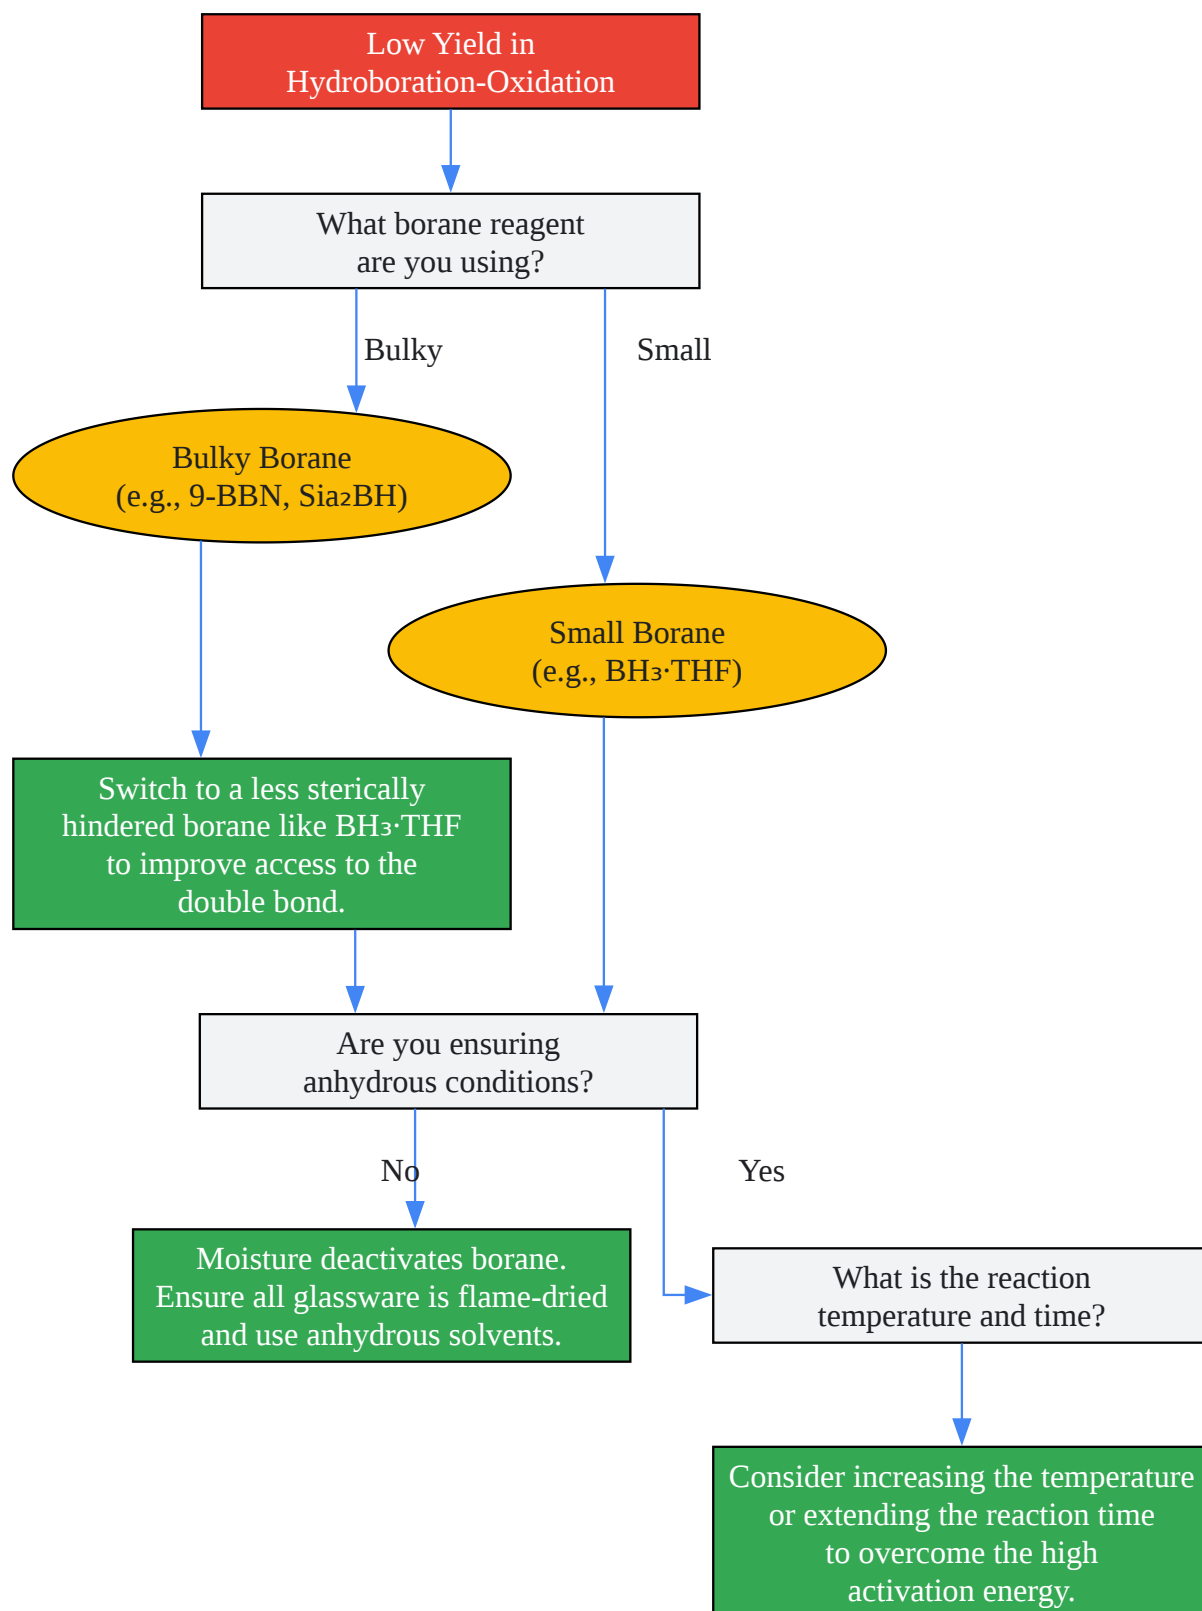 Low Yield in
Hydroboration-Oxidation
What borane reagent
are you using?
Bulky
Small
Bulky Borane
(e.g., 9-BBN, Sia₂BH)
Small Borane
(e.g., BH₃·THF)
Switch to a less sterically
hindered borane like BH₃·THF
to improve access to the
double bond.
Are you ensuring
anhydrous conditions?
No
Yes
Moisture deactivates borane.
Ensure all glassware is flame-dried
and use anhydrous solvents.
What is the reaction
temperature and time?
Consider increasing the temperature
or extending the reaction time
to overcome the high
activation energy.